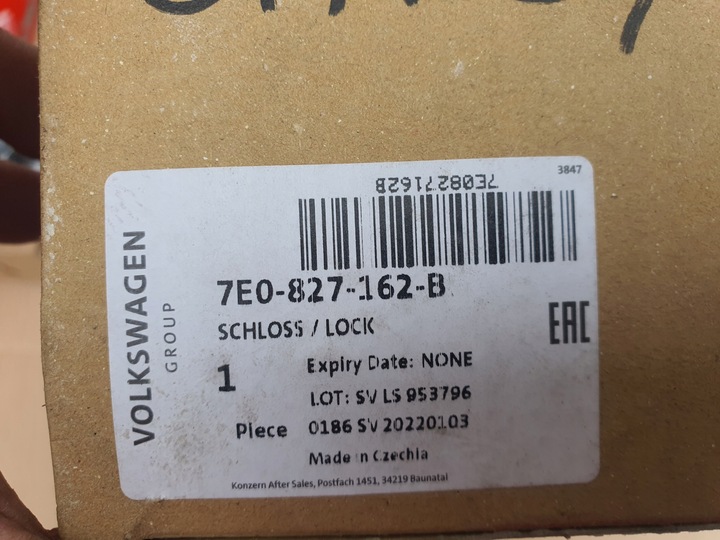 3847
7E0827162B
7E0-827-162-B
SCHLOSS / LOCK
EAC
1
Expiry Date: NONE
LOT: SV LS 953796
Piece 0186 SV 20220103
Made in Czechia
Konzern After Sales, Postfach 1451, 34219 Baunatal
VOLKSWAGEN
GROUP